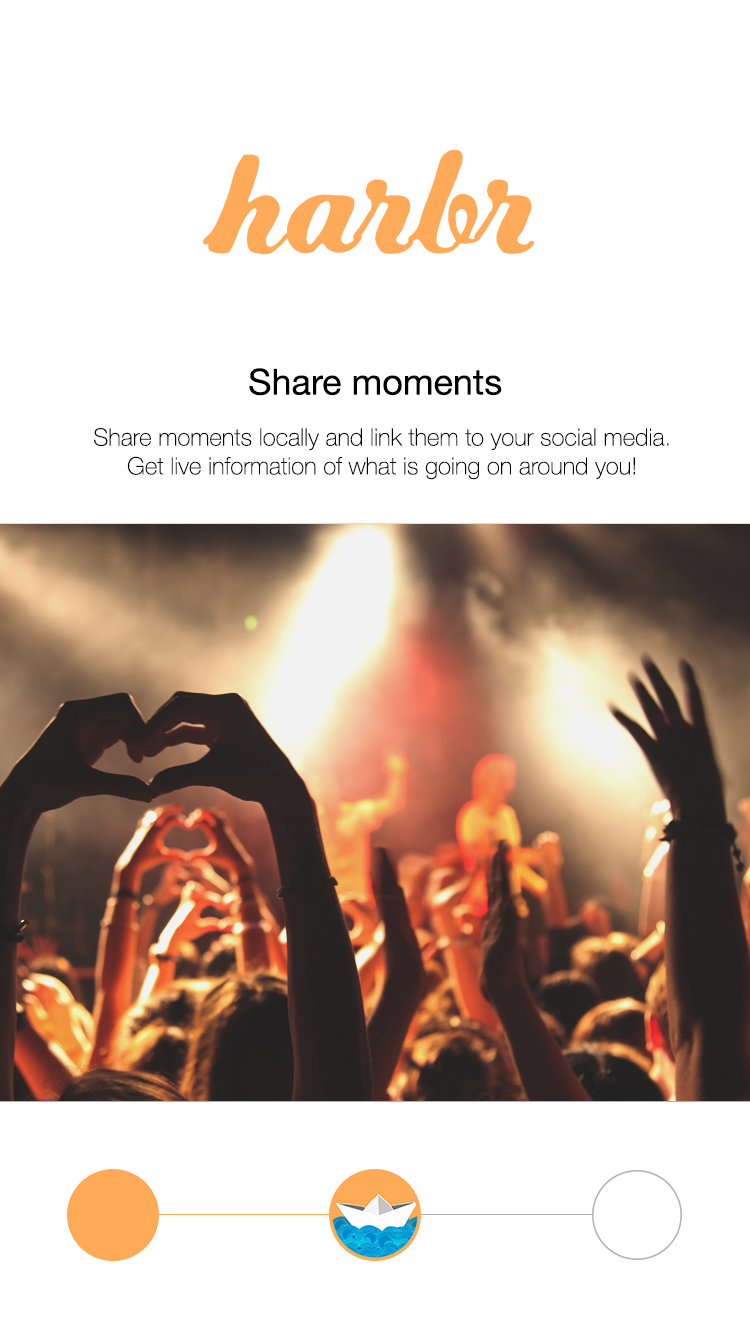 harbr
Share moments
Share moments locally and link them to your social media.
Get live information of what is going on around you!